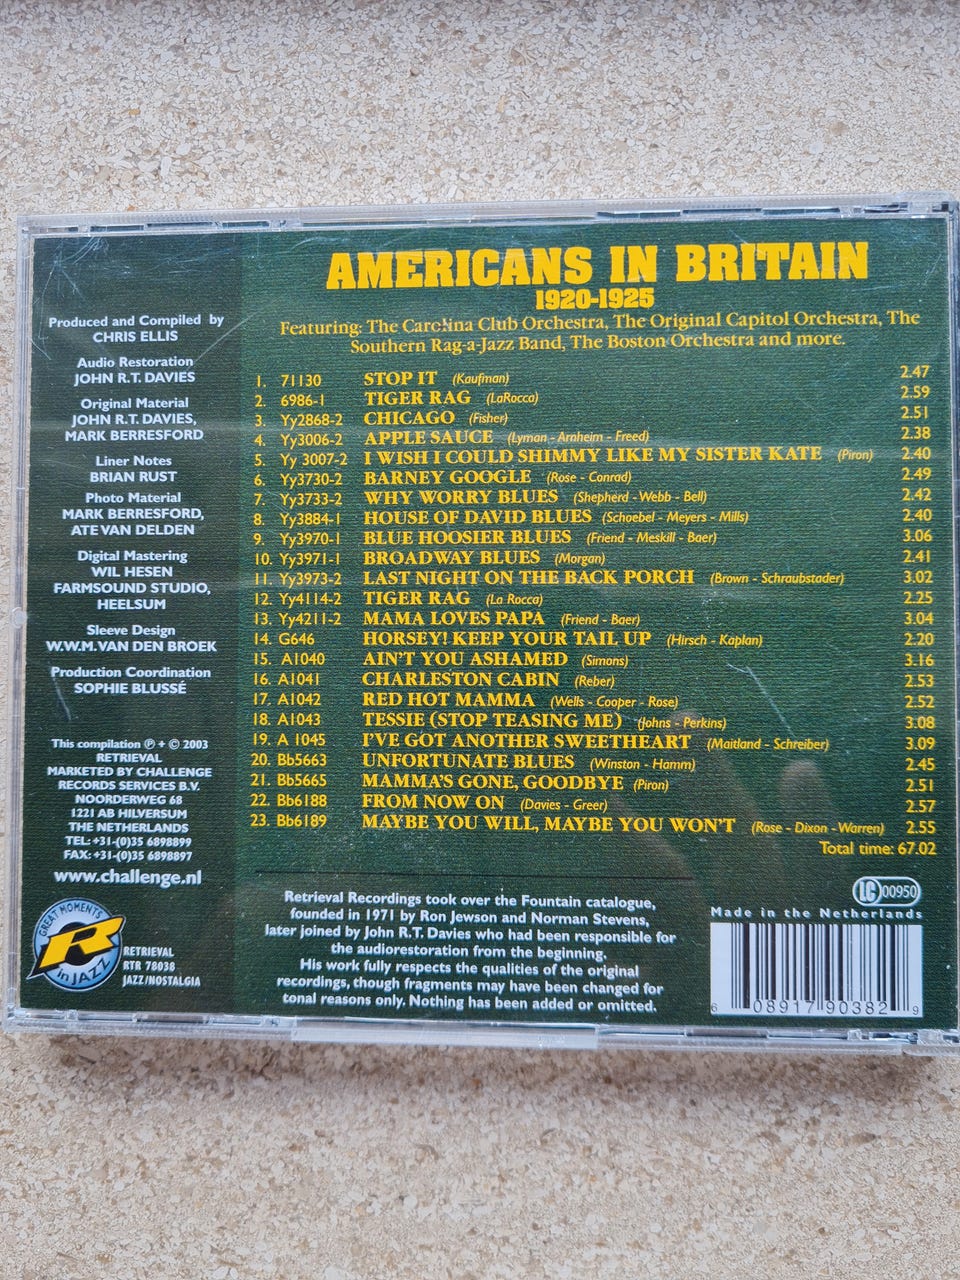 AMERICANS IN BRITAIN
1920-1925
Featuring: The Carolina Club Orchestra, The Original Capitol Orchestra, The
Southern Rag-a-Jazz Band, The Boston Orchestra and more.
1. 71130 STOP IT (Kaufman) 2.47
2. 6986-1 TIGER RAG (LaRocca) 2.59
3. Yy2868-2 CHICAGO (Fisher) 2.51
4. Yy3006-2 APPLE SAUCE (Lyman - Arnheim - Freed) 2.38
5. Yy 3007-2 I WISH I COULD SHIMMY LIKE MY SISTER KATE (Piron) 2.40
6. Yy3730-2 BARNEY GOOGLE (Rose - Conrad) 2.49
7. Yy3733-2 WHY WORRY BLUES (Shepherd - Webb - Bell) 2.42
8. Yy3884-1 HOUSE OF DAVID BLUES (Schoebel - Meyers - Mills) 2.40
9. Yy3970-1 BLUE HOOSIER BLUES (Friend - Meskill - Baer) 3.06
10. Yy3971-1 BROADWAY BLUES (Morgan) 2.41
11. Yy3973-2 LAST NIGHT ON THE BACK PORCH (Brown - Schraubstader) 3.02
12. Yy4114-2 TIGER RAG (La Rocca) 2.25
13. Yy4211-2 MAMA LOVES PAPA (Friend - Baer) 3.04
14. G646 HORSEY! KEEP YOUR TAIL UP (Hirsch - Kaplan) 2.20
15. A1040 AIN'T YOU ASHAMED (Simons) 3.16
16. A1041 CHARLESTON CABIN (Reber) 2.53
17. A1042 RED HOT MAMMA (Wells - Cooper - Rose) 2.52
18. A1043 TESSIE (STOP TEASING ME) (Johns - Perkins) 3.08
19. A 1045 I'VE GOT ANOTHER SWEETHEART (Maitland - Schreiber) 3.09
20. Bb5663 UNFORTUNATE BLUES (Winston - Hamm) 2.45
21. Bb5665 MAMMA'S GONE, GOODBYE (Piron) 2.51
22. Bb6188 FROM NOW ON (Davies - Greer) 2.57
23. Bb6189 MAYBE YOU WILL, MAYBE YOU WON'T (Rose - Dixon - Warren) 2.55
Total time: 67.02
Produced and Compiled by
CHRIS ELLIS
Audio Restoration
JOHN R.T. DAVIES
Original Material
JOHN R.T. DAVIES,
MARK BERRESFORD
Liner Notes
BRIAN RUST
Photo Material
MARK BERRESFORD,
ATE VAN DELDEN
Digital Mastering
WIL HESEN
FARMSOUND STUDIO,
HEELSUM
Sleeve Design
W.W.M. VAN DEN BROEK
Production Coordination
SOPHIE BLUSSÉ
This compilation ℗ + © 2003
RETRIEVAL
MARKETED BY CHALLENGE
RECORDS SERVICES B.V.
NOORDERWEG 68
1221 AB HILVERSUM
THE NETHERLANDS
TEL: +31-(0)35 6898899
FAX: +31-(0)35 6898897
www.challenge.nl
GREAT MOMENTS
R
in JAZZ
RETRIEVAL
RTR 78038
JAZZ/NOSTALGIA
Retrieval Recordings took over the Fountain catalogue,
founded in 1971 by Ron Jewson and Norman Stevens,
later joined by John R.T. Davies who had been responsible for
the audiorestoration from the beginning.
His work fully respects the qualities of the original
recordings, though fragments may have been changed for
tonal reasons only. Nothing has been added or omitted.
LC 00950
Made in the Netherlands
6 08917 90382 9